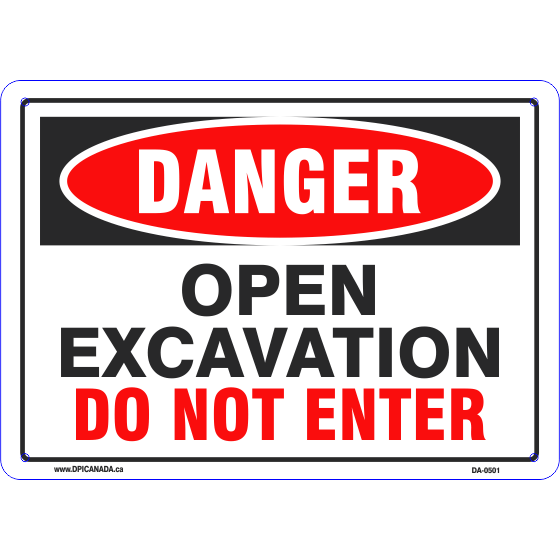 DANGER
OPEN
EXCAVATION
DO NOT ENTER
www.DPICANADA.ca DA-0501